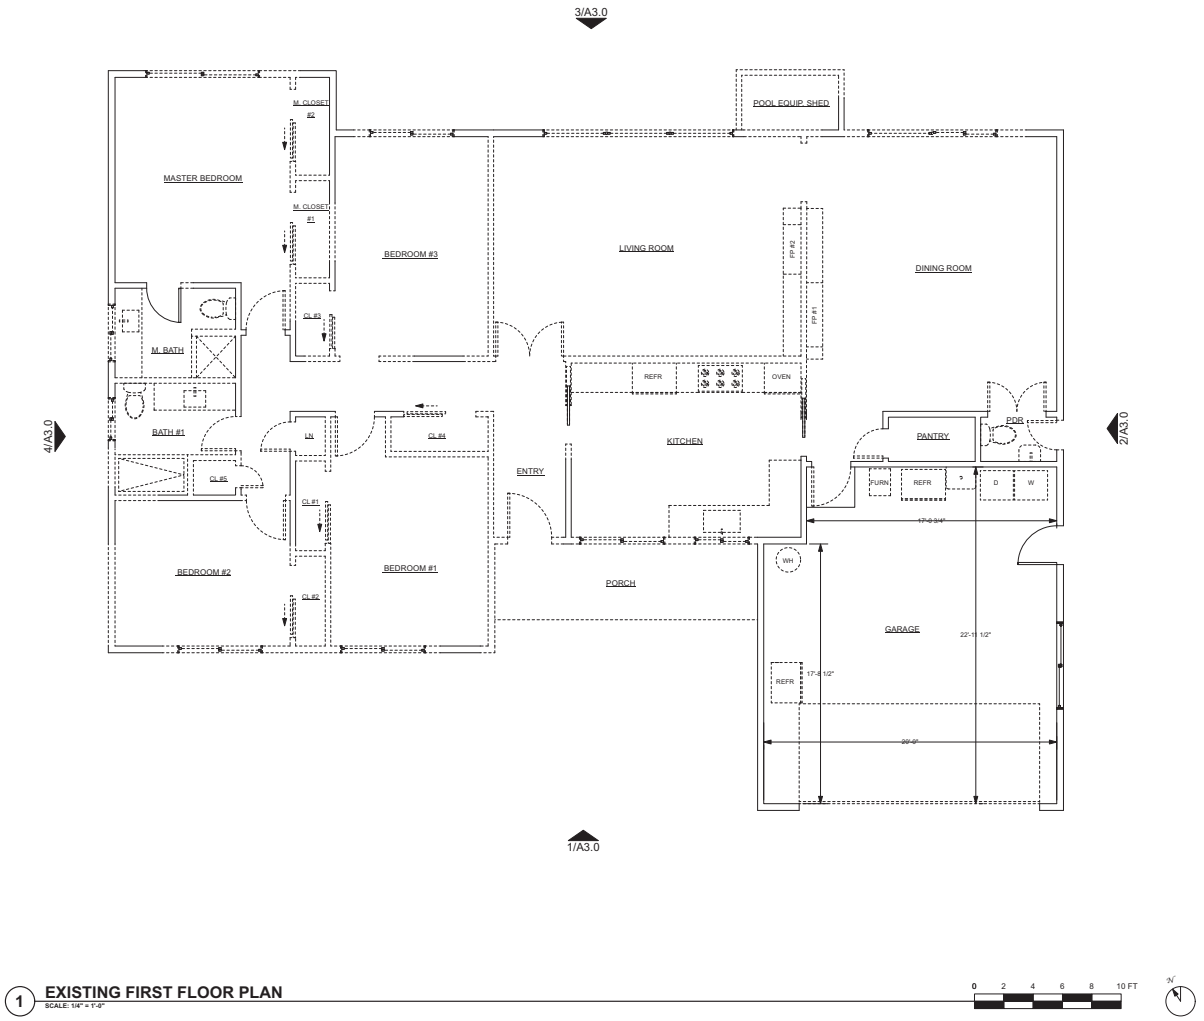 3/A3.0
POOL EQUIP. SHED
M. CLOSET
#2
MASTER BEDROOM
M. CLOSET
#1
BEDROOM #3
LIVING ROOM
FP #2
DINING ROOM
CL #3
FP #1
M. BATH
REFR
OVEN
4/A3.0
BATH #1
LN
CL #4
KITCHEN
PANTRY
PDR
2/A3.0
CL #5
ENTRY
FURN
REFR
D
W
CL #1
17'-9 3/4"
WH
BEDROOM #2
BEDROOM #1
PORCH
CL #2
GARAGE
22'-11 1/2"
REFR
17'-8 1/2"
20'-0"
1/A3.0
1
EXISTING FIRST FLOOR PLAN
SCALE: 1/4" = 1'-0"
0 2 4 6 8 10 FT
N